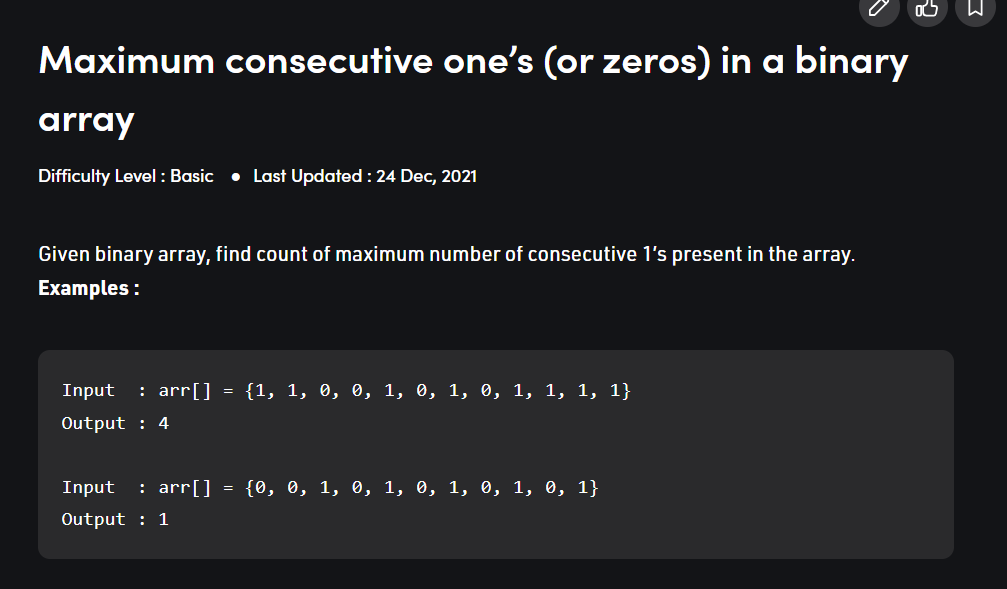 Maximum consecutive one’s (or zeros) in a binary
array
Difficulty Level : Basic ● Last Updated : 24 Dec, 2021
Given binary array, find count of maximum number of consecutive 1’s present in the array.
Examples :
Input  : arr[] = {1, 1, 0, 0, 1, 0, 1, 0, 1, 1, 1, 1}
Output : 4
Input  : arr[] = {0, 0, 1, 0, 1, 0, 1, 0, 1, 0, 1}
Output : 1